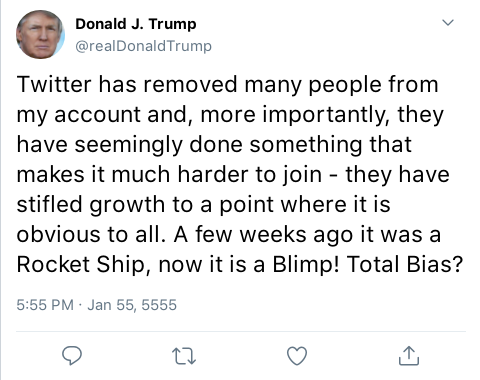 Donald J. Trump
@realDonaldTrump
Twitter has removed many people from
my account and, more importantly, they
have seemingly done something that
makes it much harder to join - they have
stifled growth to a point where it is
obvious to all. A few weeks ago it was a
Rocket Ship, now it is a Blimp! Total Bias?
5:55 PM · Jan 55, 5555